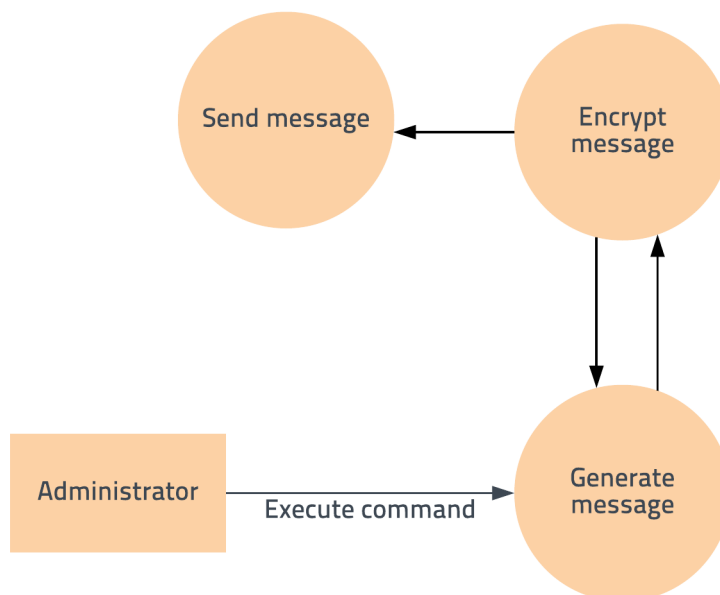 Send message
Encrypt
message
Administrator
Execute command
Generate
message